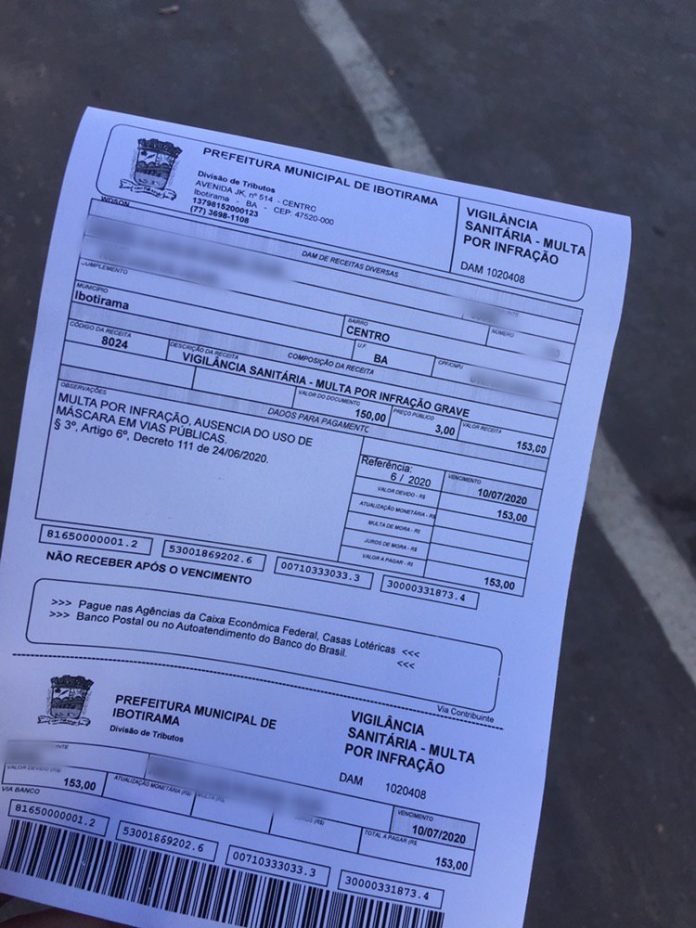 PREFEITURA MUNICIPAL DE IBOTIRAMA
Divisão de Tributos
AVENIDA JK, nº 514 - CENTRO
Ibotirama - BA - CEP: 47520-000
13798152000123
(77) 3698-1108
VIGILÂNCIA
SANITÁRIA - MULTA
POR INFRAÇÃO
DAM 1020408
DAM DE RECEITAS DIVERSAS
COMPLEMENTO
NÚMERO
MUNICÍPIO
Ibotirama
BAIRRO
CENTRO
U.F.
BA
CPF/CNPJ
CÓDIGO DA RECEITA
8024
DESCRIÇÃO DA RECEITA
COMPOSIÇÃO DA RECEITA
VIGILÂNCIA SANITÁRIA - MULTA POR INFRAÇÃO GRAVE
VALOR DO DOCUMENTO
150,00
PREÇO PÚBLICO
3,00
VALOR RECEITA
153,00
OBSERVAÇÕES
DADOS PARA PAGAMENTO
MULTA POR INFRAÇÃO, AUSENCIA DO USO DE
MÁSCARA EM VIAS PÚBLICAS.
§ 3º, Artigo 6º, Decreto 111 de 24/06/2020.
Referência:
6 / 2020
VENCIMENTO
10/07/2020
VALOR DEVIDO - R$
153,00
ATUALIZAÇÃO MONETÁRIA - R$
MULTA DE MORA - R$
JUROS DE MORA - R$
VALOR A PAGAR - R$
153,00
81650000001.2 53001869202.6 00710333033.3 30000331873.4
NÃO RECEBER APÓS O VENCIMENTO
>>> Pague nas Agências da Caixa Econômica Federal, Casas Lotéricas <<<
>>> Banco Postal ou no Autoatendimento do Banco do Brasil. <<<
Via Contribuinte
PREFEITURA MUNICIPAL DE
IBOTIRAMA
Divisão de Tributos
VIGILÂNCIA
SANITÁRIA - MULTA
POR INFRAÇÃO
DAM 1020408
VALOR DEVIDO (R$)
153,00
ATUALIZAÇÃO MONETÁRIA (R$)
VENCIMENTO
10/07/2020
TOTAL A PAGAR (R$)
153,00
VIA BANCO
81650000001.2 53001869202.6 00710333033.3 30000331873.4